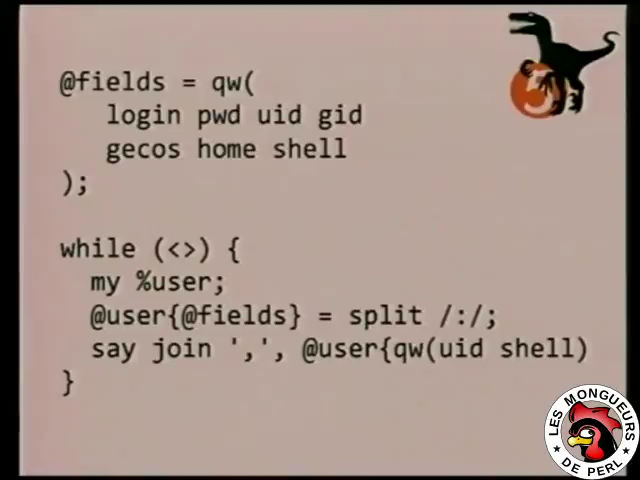 @fields = qw(
login pwd uid gid
gecos home shell
);
while (<>) {
my %user;
@user{@fields} = split /:/;
say join ',', @user{qw(uid shell)
}
LES MONGUEURS
★ DE PERL ★